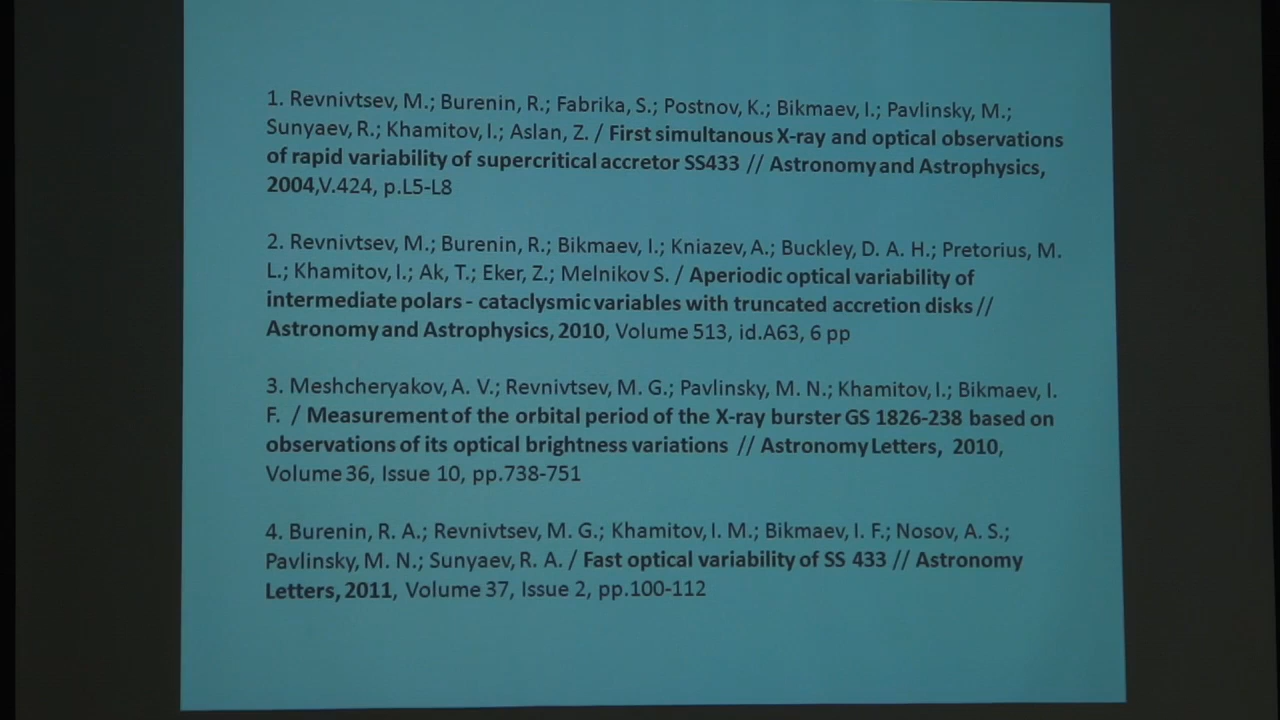 1. Revnivtsev, M.; Burenin, R.; Fabrika, S.; Postnov, K.; Bikmaev, I.; Pavlinsky, M.;
Sunyaev, R.; Khamitov, I.; Aslan, Z. / First simultanous X-ray and optical observations
of rapid variability of supercritical accretor SS433 // Astronomy and Astrophysics,
2004,V.424, p.L5-L8
2. Revnivtsev, M.; Burenin, R.; Bikmaev, I.; Kniazev, A.; Buckley, D. A. H.; Pretorius, M.
L.; Khamitov, I.; Ak, T.; Eker, Z.; Melnikov S. / Aperiodic optical variability of
intermediate polars - cataclysmic variables with truncated accretion disks //
Astronomy and Astrophysics, 2010, Volume 513, id.A63, 6 pp
3. Meshcheryakov, A. V.; Revnivtsev, M. G.; Pavlinsky, M. N.; Khamitov, I.; Bikmaev, I.
F. / Measurement of the orbital period of the X-ray burster GS 1826-238 based on
observations of its optical brightness variations // Astronomy Letters, 2010,
Volume 36, Issue 10, pp.738-751
4. Burenin, R. A.; Revnivtsev, M. G.; Khamitov, I. M.; Bikmaev, I. F.; Nosov, A. S.;
Pavlinsky, M. N.; Sunyaev, R. A. / Fast optical variability of SS 433 // Astronomy
Letters, 2011, Volume 37, Issue 2, pp.100-112